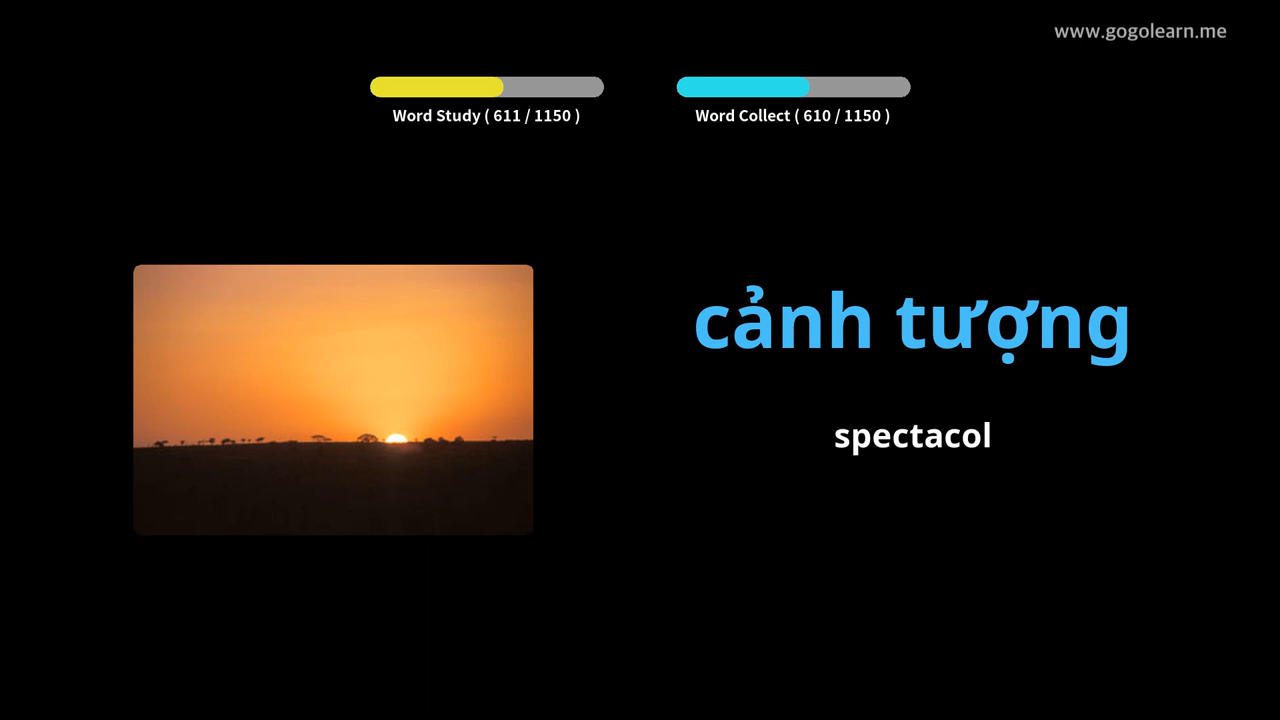 www.gogolearn.me
Word Study ( 611 / 1150 )
Word Collect ( 610 / 1150 )
cảnh tượng
spectacol